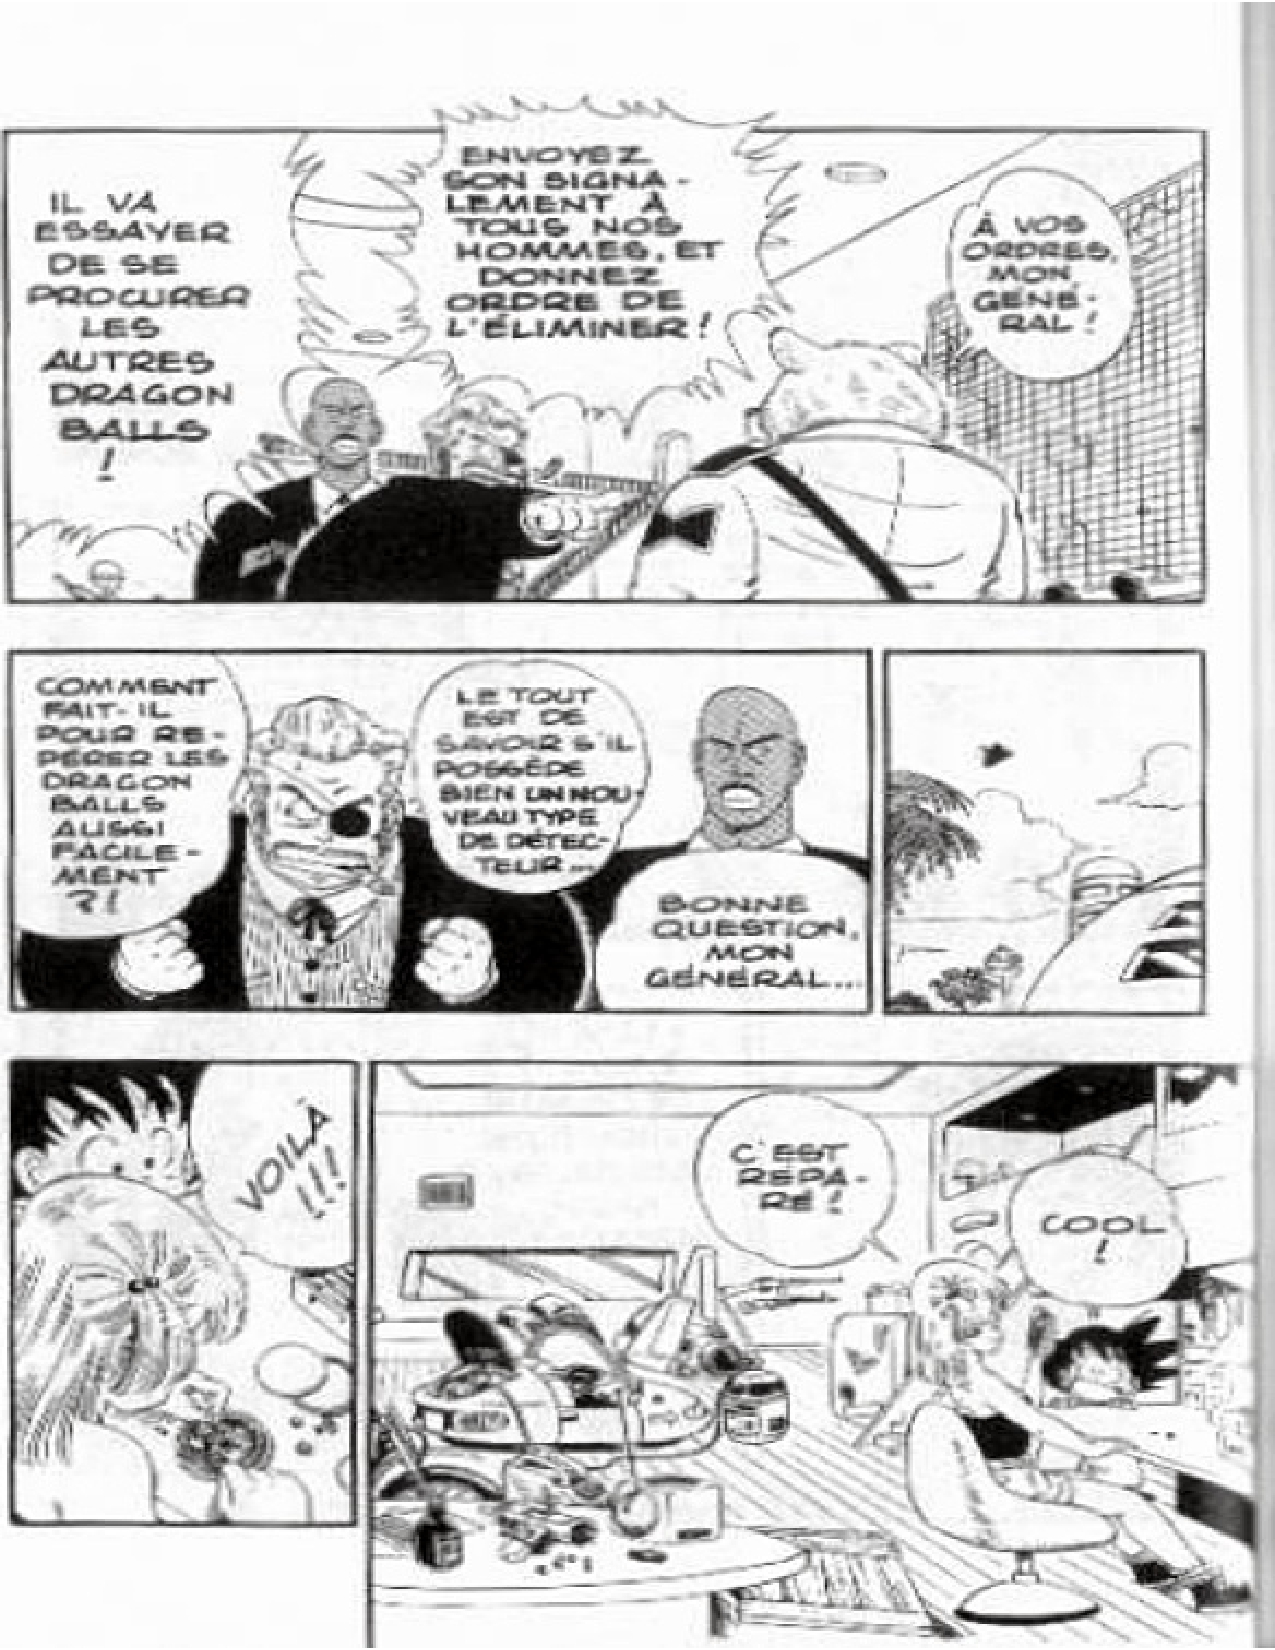 IL VA
ESSAYER
DE SE
PROCURER
LES
AUTRES
DRAGON
BALLS
!
ENVOYEZ
SON SIGNA-
LEMENT À
TOUS NOS
HOMMES, ET
DONNEZ
ORDRE DE
L'ÉLIMINER!
À VOS
ORDRES,
MON
GÉNÉ-
RAL!
COMMENT
FAIT-IL
POUR RE-
PÉRER LES
DRAGON
BALLS
AUSSI
FACILE-
MENT
?!
LE TOUT
EST DE
SAVOIR S'IL
POSSÈDE
BIEN UN NOU-
VEAU TYPE
DE DÉTEC-
TEUR...
BONNE
QUESTION,
MON
GÉNÉRAL...
VOILÀ
!!!
C'EST
RÉPA-
RÉ!
COOL
!